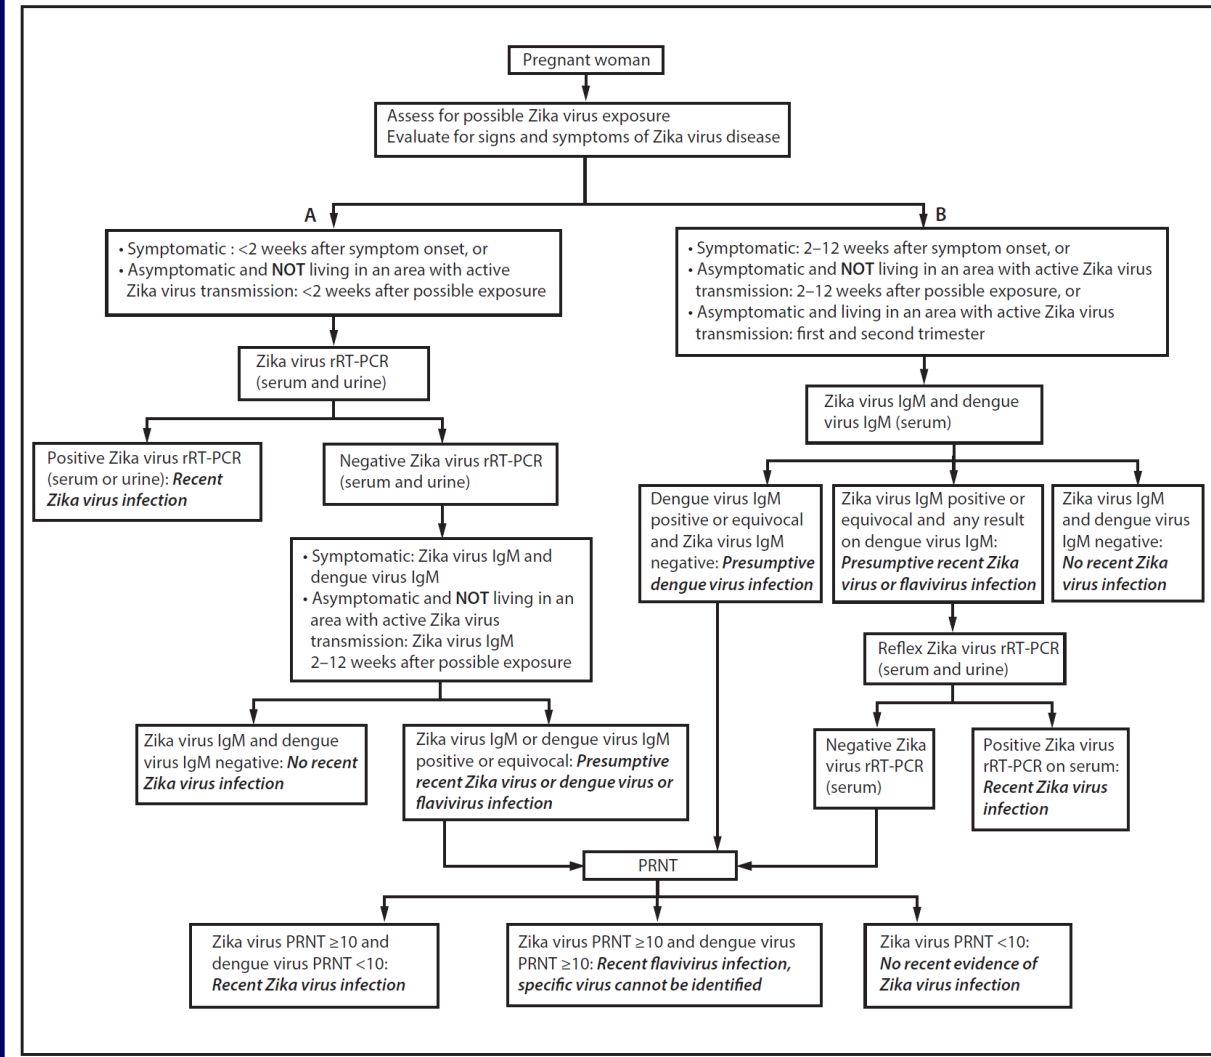 Pregnant woman
Assess for possible Zika virus exposure
Evaluate for signs and symptoms of Zika virus disease
A
B
• Symptomatic : <2 weeks after symptom onset, or
• Asymptomatic and NOT living in an area with active
Zika virus transmission: <2 weeks after possible exposure
• Symptomatic: 2–12 weeks after symptom onset, or
• Asymptomatic and NOT living in an area with active Zika virus
transmission: 2–12 weeks after possible exposure, or
• Asymptomatic and living in an area with active Zika virus
transmission: first and second trimester
Zika virus rRT-PCR
(serum and urine)
Zika virus IgM and dengue
virus IgM (serum)
Positive Zika virus rRT-PCR
(serum or urine): Recent
Zika virus infection
Negative Zika virus rRT-PCR
(serum and urine)
Dengue virus IgM
positive or equivocal
and Zika virus IgM
negative: Presumptive
dengue virus infection
Zika virus IgM positive or
equivocal and any result
on dengue virus IgM:
Presumptive recent Zika
virus or flavivirus infection
Zika virus IgM
and dengue virus
IgM negative:
No recent Zika
virus infection
• Symptomatic: Zika virus IgM and
dengue virus IgM
• Asymptomatic and NOT living in an
area with active Zika virus
transmission: Zika virus IgM
2–12 weeks after possible exposure
Reflex Zika virus rRT-PCR
(serum and urine)
Zika virus IgM and dengue
virus IgM negative: No recent
Zika virus infection
Zika virus IgM or dengue virus IgM
positive or equivocal: Presumptive
recent Zika virus or dengue virus or
flavivirus infection
Negative Zika
virus rRT-PCR
(serum)
Positive Zika virus
rRT-PCR on serum:
Recent Zika virus
infection
PRNT
Zika virus PRNT ≥10 and
dengue virus PRNT <10:
Recent Zika virus infection
Zika virus PRNT ≥10 and dengue virus
PRNT ≥10: Recent flavivirus infection,
specific virus cannot be identified
Zika virus PRNT <10:
No recent evidence of
Zika virus infection